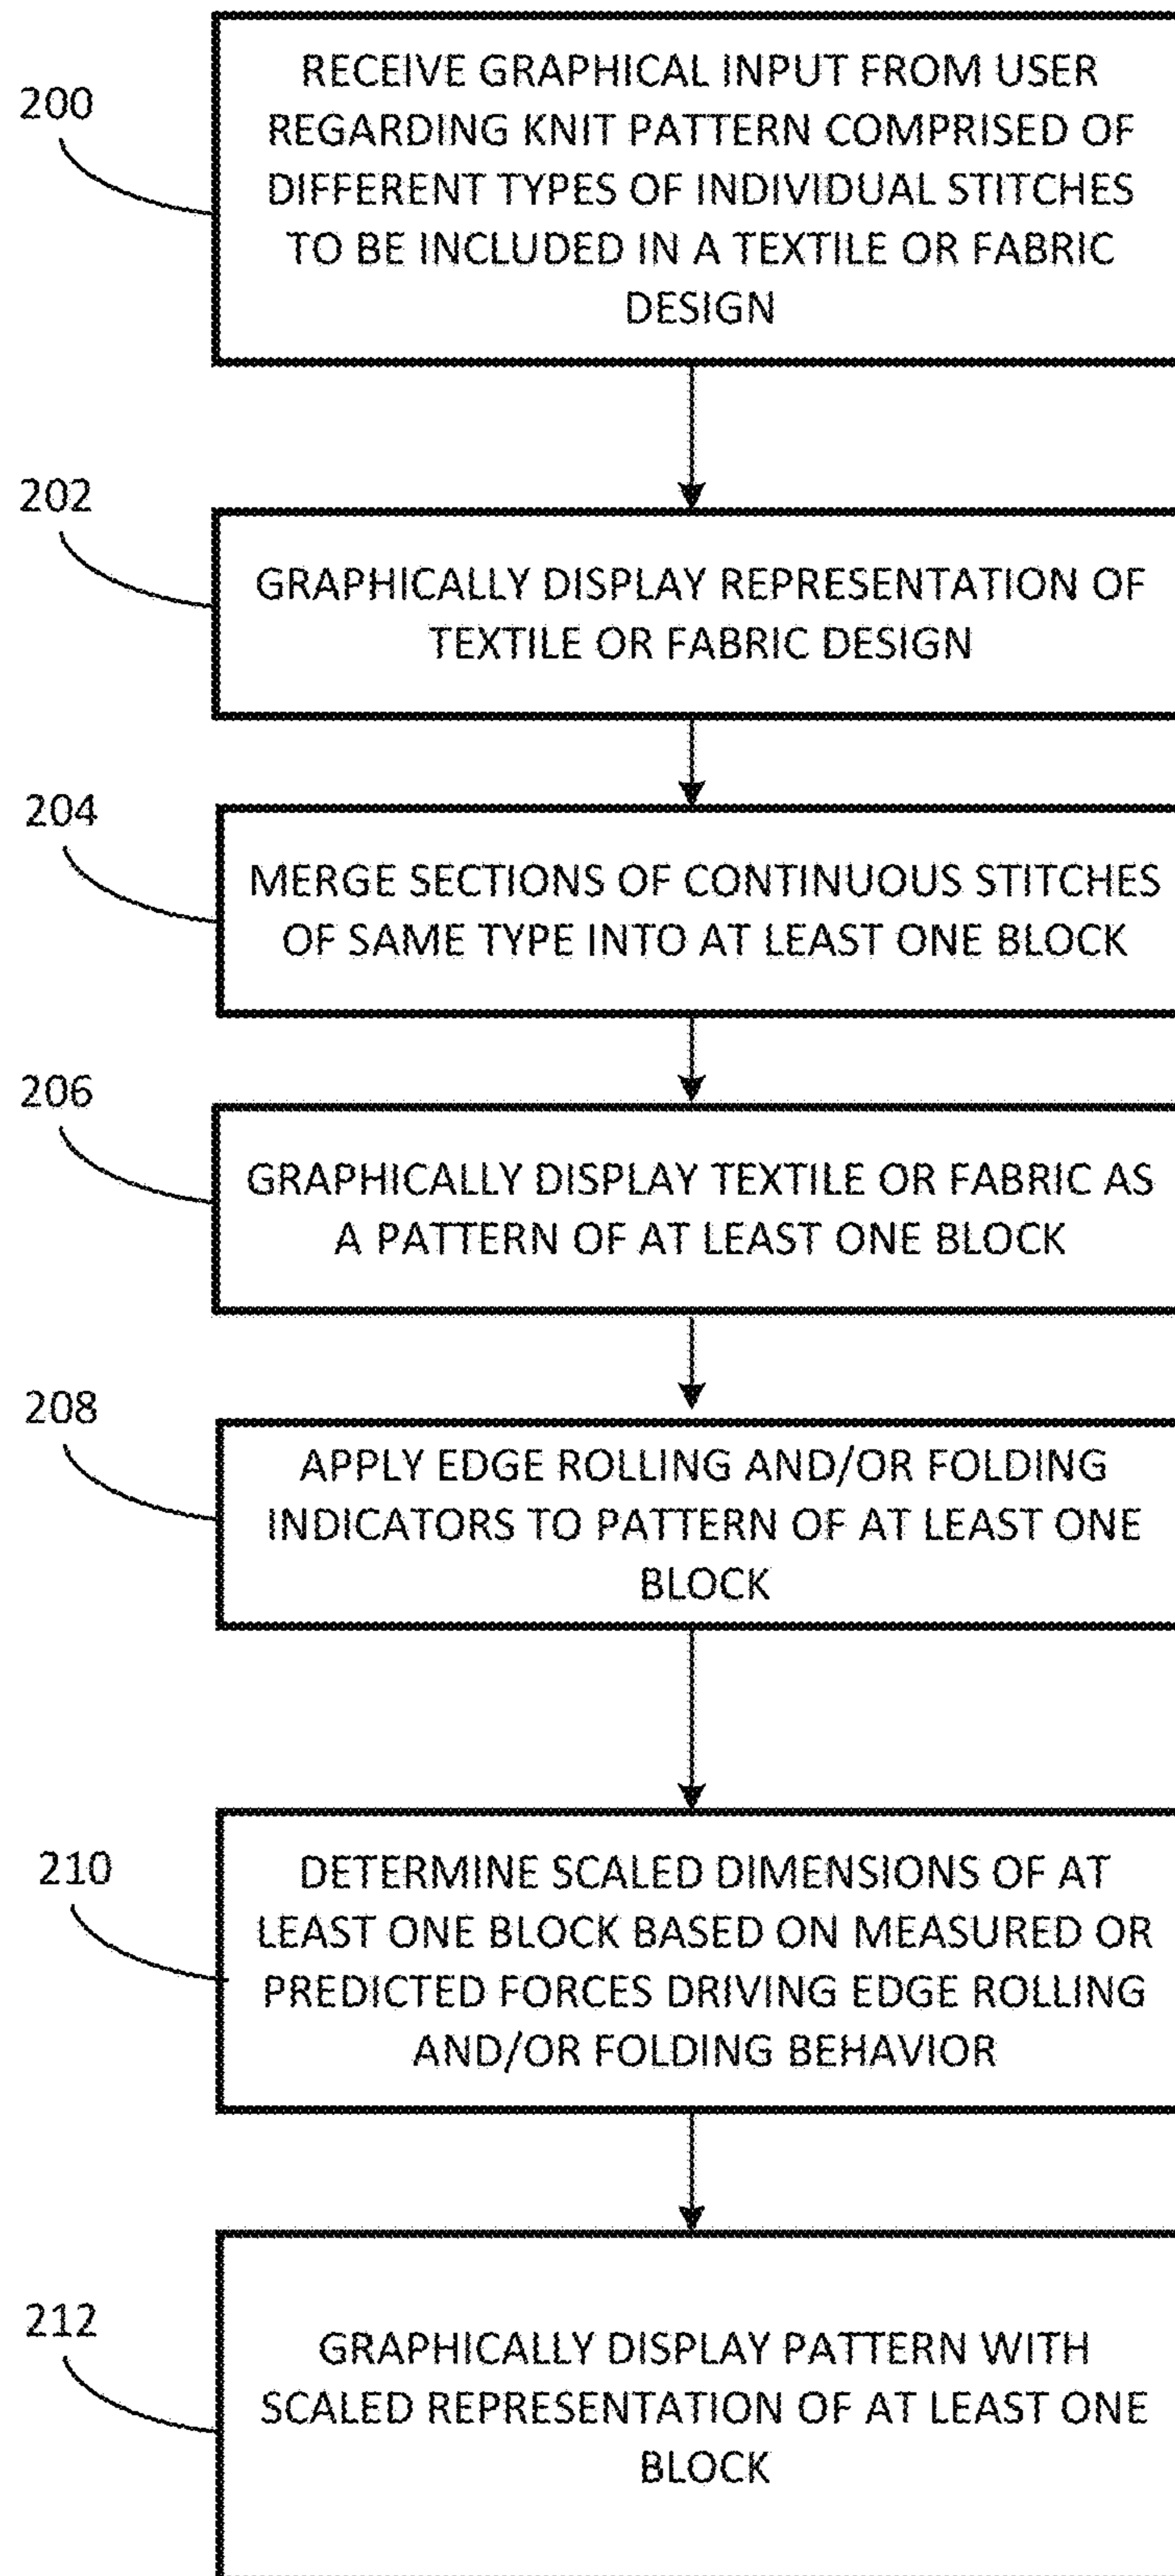 200
RECEIVE GRAPHICAL INPUT FROM USER
REGARDING KNIT PATTERN COMPRISED OF
DIFFERENT TYPES OF INDIVIDUAL STITCHES
TO BE INCLUDED IN A TEXTILE OR FABRIC
DESIGN
202
GRAPHICALLY DISPLAY REPRESENTATION OF
TEXTILE OR FABRIC DESIGN
204
MERGE SECTIONS OF CONTINUOUS STITCHES
OF SAME TYPE INTO AT LEAST ONE BLOCK
206
GRAPHICALLY DISPLAY TEXTILE OR FABRIC AS
A PATTERN OF AT LEAST ONE BLOCK
208
APPLY EDGE ROLLING AND/OR FOLDING
INDICATORS TO PATTERN OF AT LEAST ONE
BLOCK
210
DETERMINE SCALED DIMENSIONS OF AT
LEAST ONE BLOCK BASED ON MEASURED OR
PREDICTED FORCES DRIVING EDGE ROLLING
AND/OR FOLDING BEHAVIOR
212
GRAPHICALLY DISPLAY PATTERN WITH
SCALED REPRESENTATION OF AT LEAST ONE
BLOCK